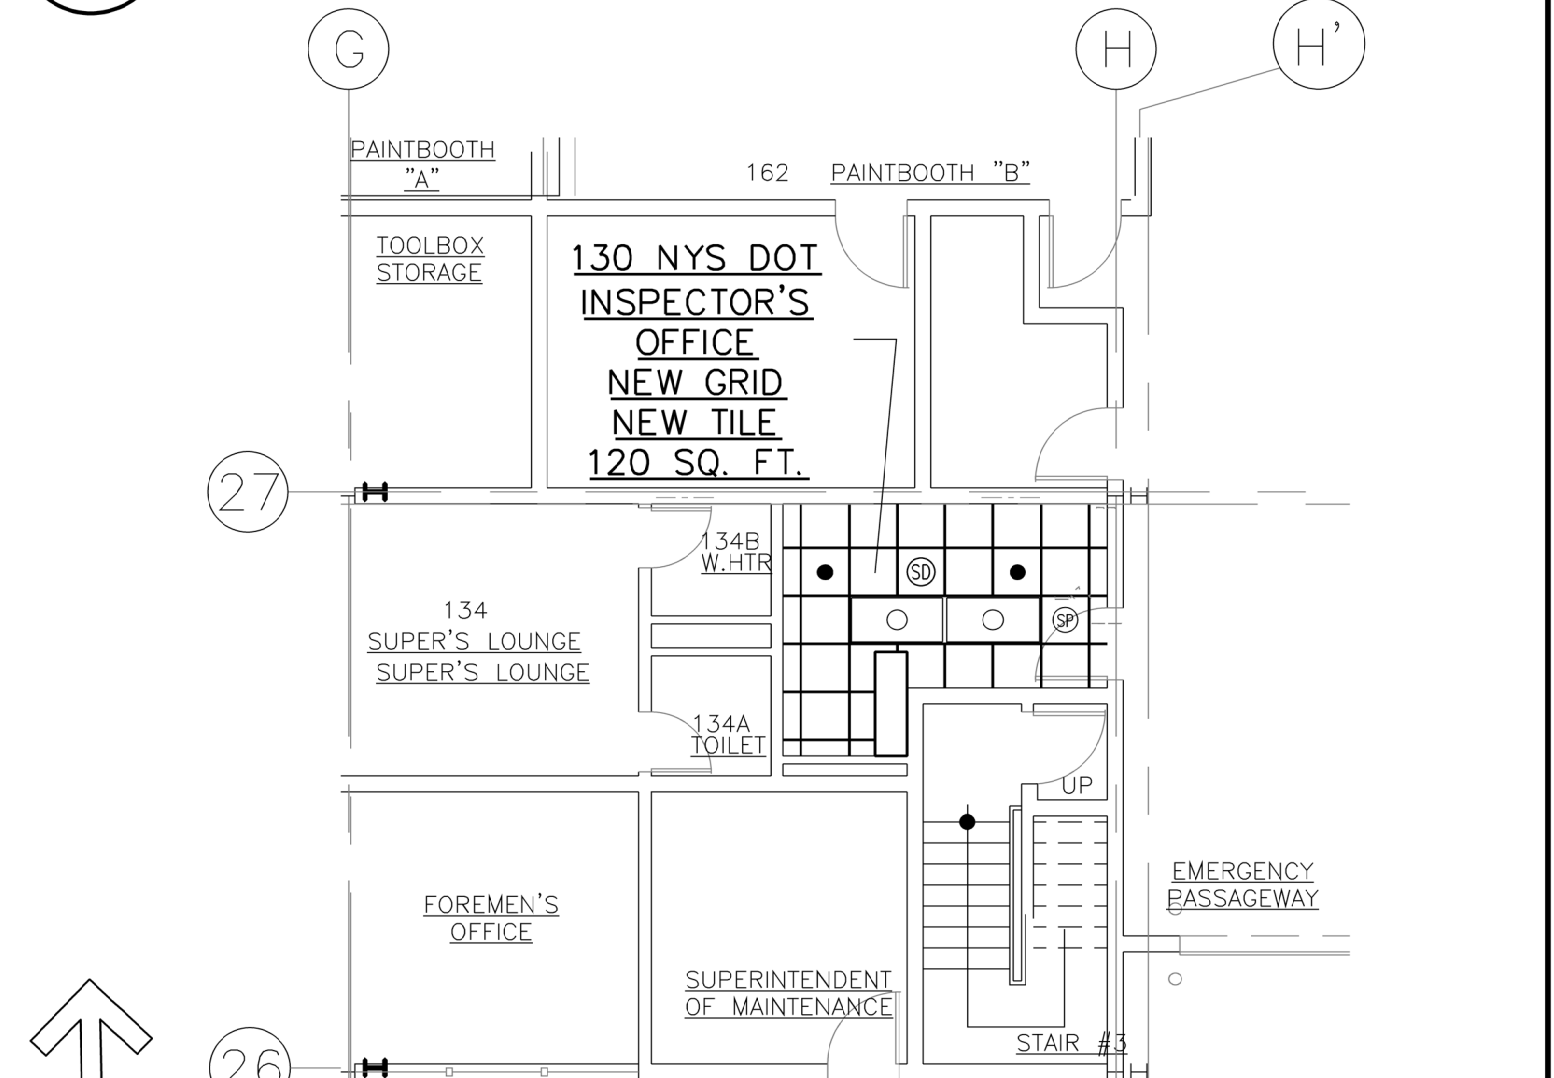 G
H
H'
PAINTBOOTH
"A"
162 PAINTBOOTH "B"
TOOLBOX
STORAGE
130 NYS DOT
INSPECTOR'S
OFFICE
NEW GRID
NEW TILE
120 SQ. FT.
27
134B
W.HTR
SD
SP
134
SUPER'S LOUNGE
SUPER'S LOUNGE
134A
TOILET
UP
EMERGENCY
PASSAGEWAY
FOREMEN'S
OFFICE
SUPERINTENDENT
OF MAINTENANCE
STAIR #3
26